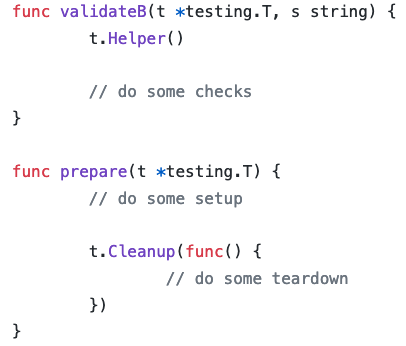 func validateB(t *testing.T, s string) {
        t.Helper()

        // do some checks
}

func prepare(t *testing.T) {
        // do some setup

        t.Cleanup(func() {
                // do some teardown
        })
}